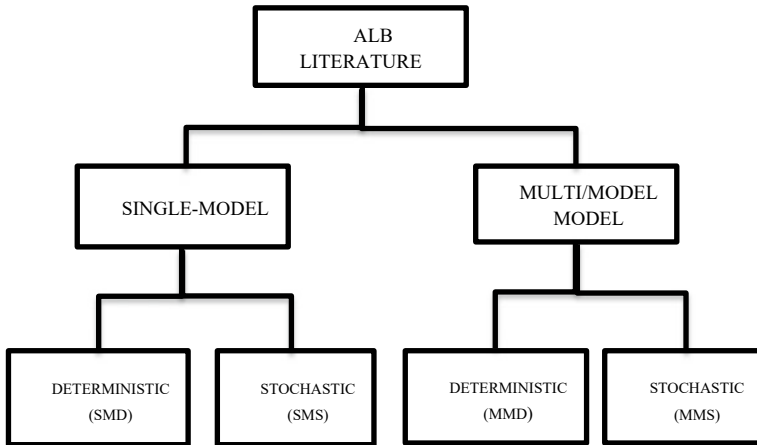 ALB
LITERATURE
SINGLE-MODEL
MULTI/MODEL
MODEL
DETERMINISTIC
(SMD)
STOCHASTIC
(SMS)
DETERMINISTIC
(MMD)
STOCHASTIC
(MMS)